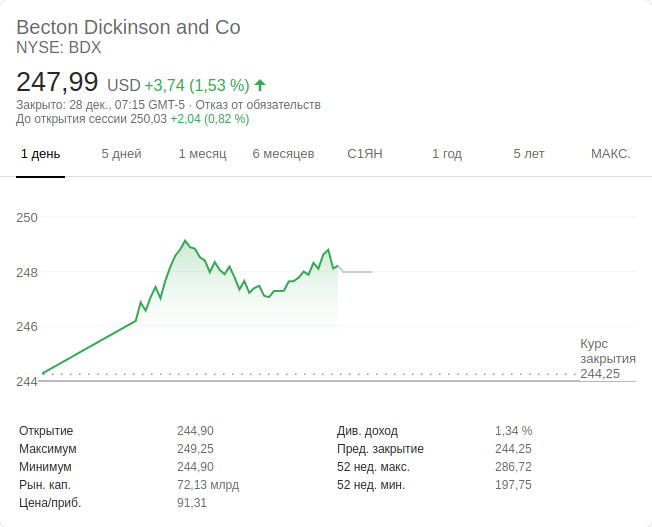 Becton Dickinson and Co
NYSE: BDX
247,99 USD +3,74 (1,53 %)
Закрыто: 28 дек., 07:15 GMT-5 · Отказ от обязательств
До открытия сессии 250,03 +2,04 (0,82 %)
1 день 5 дней 1 месяц 6 месяцев С1ЯН 1 год 5 лет МАКС.
250
248
246
Курс
закрытия
244,25
244
Открытие 244,90 Див. доход 1,34 %
Максимум 249,25 Пред. закрытие 244,25
Минимум 244,90 52 нед. макс. 286,72
Рын. кап. 72,13 млрд 52 нед. мин. 197,75
Цена/приб. 91,31